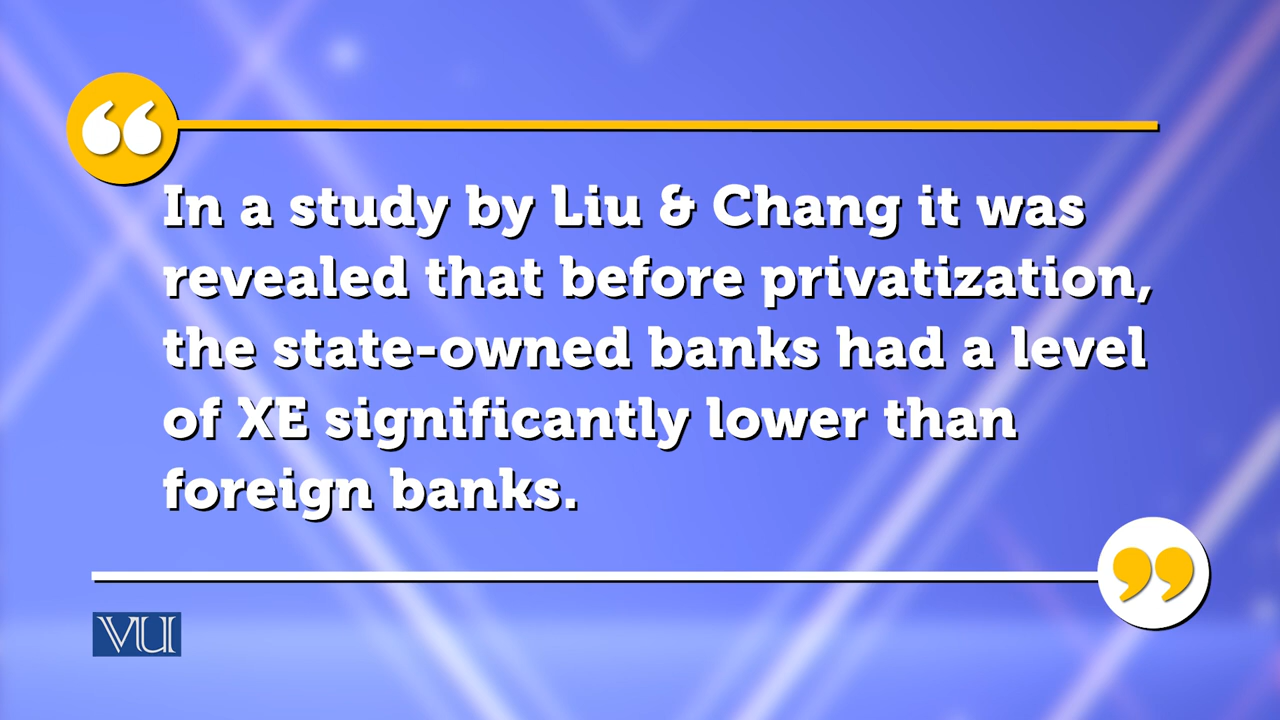 “
In a study by Liu & Chang it was
revealed that before privatization,
the state-owned banks had a level
of XE significantly lower than
foreign banks.
”
VU